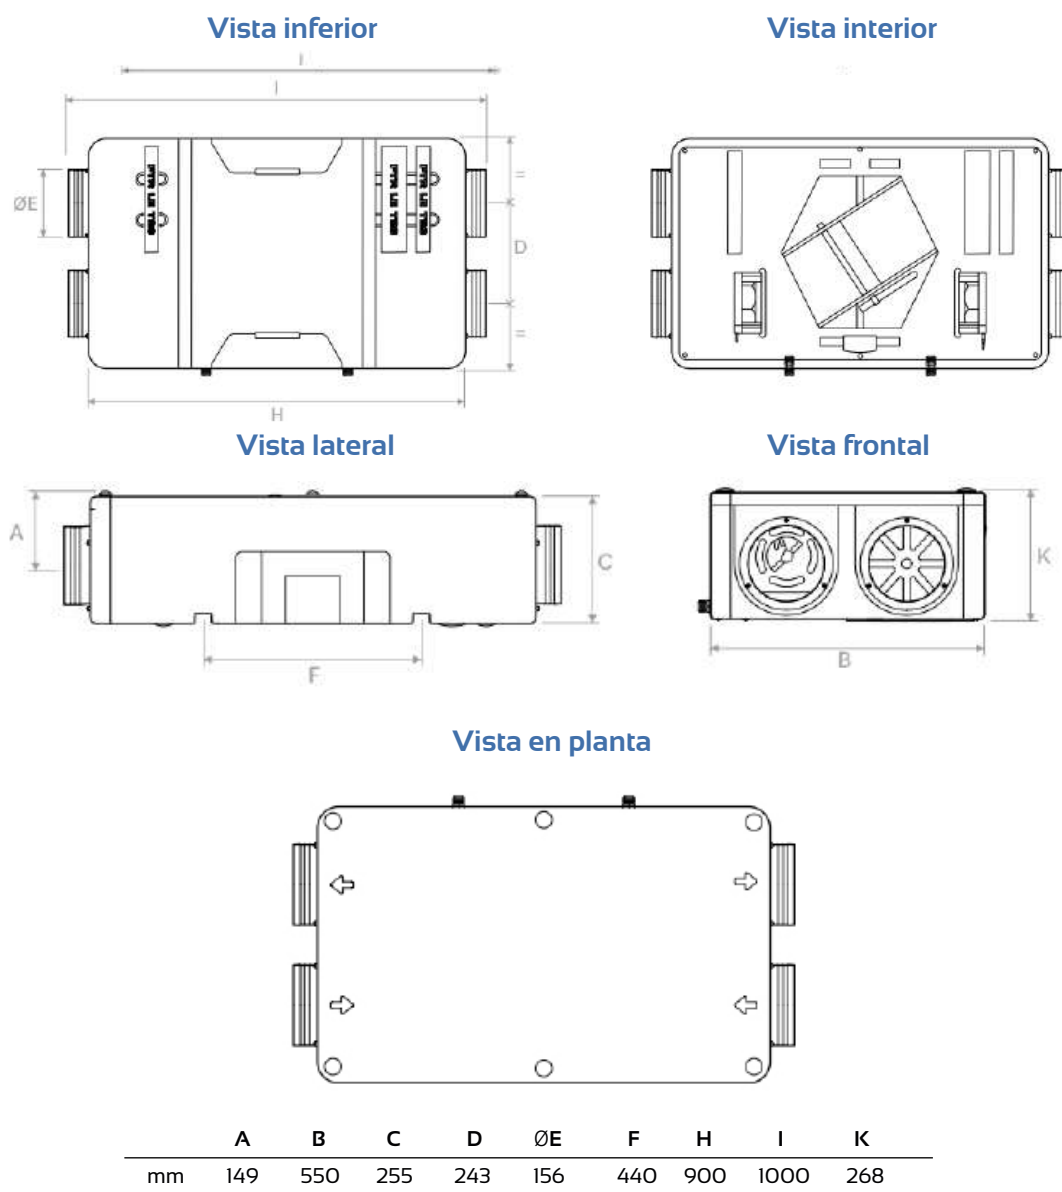 Vista inferior Vista interior
I
I
ØE
=
D
=
H
Vista lateral Vista frontal
A
C
K
F
B
Vista en planta
A B C D ØE F H I K
mm 149 550 255 243 156 440 900 1000 268